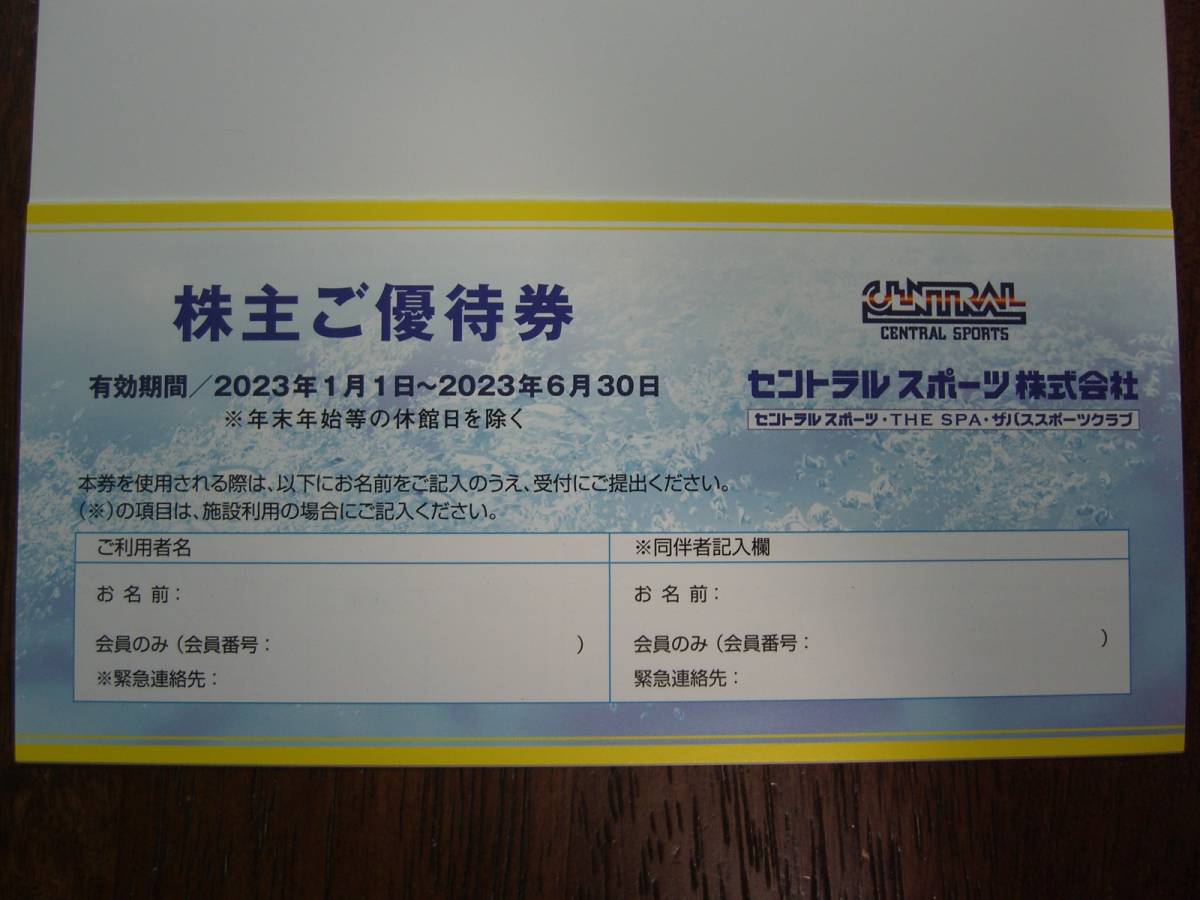 株主ご優待券
有効期間／2023年1月1日～2023年6月30日
※年末年始等の休館日を除く
CENTRAL
CENTRAL SPORTS
セントラルスポーツ株式会社
セントラルスポーツ・THE SPA・ザバススポーツクラブ
本券を使用される際は、以下にお名前をご記入のうえ、受付にご提出ください。
（※）の項目は、施設利用の場合にご記入ください。
ご利用者名
お 名 前：
会員のみ（会員番号： ）
※緊急連絡先：
※同伴者記入欄
お 名 前：
会員のみ（会員番号： ）
緊急連絡先：